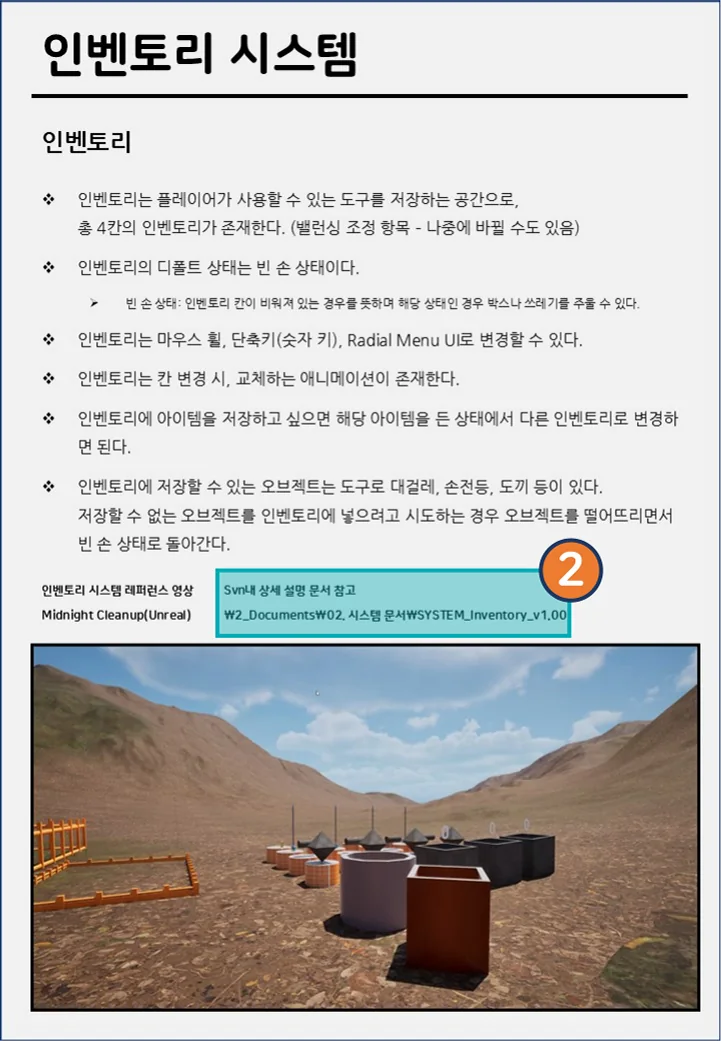 인벤토리 시스템
인벤토리
❖ 인벤토리는 플레이어가 사용할 수 있는 도구를 저장하는 공간으로,
총 4칸의 인벤토리가 존재한다. (밸런싱 조정 항목 - 나중에 바뀔 수도 있음)
❖ 인벤토리의 디폴트 상태는 빈 손 상태이다.
➢ 빈 손 상태: 인벤토리 칸이 비워져 있는 경우를 뜻하며 해당 상태인 경우 박스나 쓰레기를 주울 수 있다.
❖ 인벤토리는 마우스 휠, 단축키(숫자 키), Radial Menu UI로 변경할 수 있다.
❖ 인벤토리는 칸 변경 시, 교체하는 애니메이션이 존재한다.
❖ 인벤토리에 아이템을 저장하고 싶으면 해당 아이템을 든 상태에서 다른 인벤토리로 변경하
면 된다.
❖ 인벤토리에 저장할 수 있는 오브젝트는 도구로 대걸레, 손전등, 도끼 등이 있다.
저장할 수 없는 오브젝트를 인벤토리에 넣으려고 시도하는 경우 오브젝트를 떨어뜨리면서
빈 손 상태로 돌아간다.
2
인벤토리 시스템 레퍼런스 영상
Midnight Cleanup(Unreal)
Svn내 상세 설명 문서 참고
₩2_Documents₩02. 시스템 문서₩SYSTEM_Inventory_v1.00